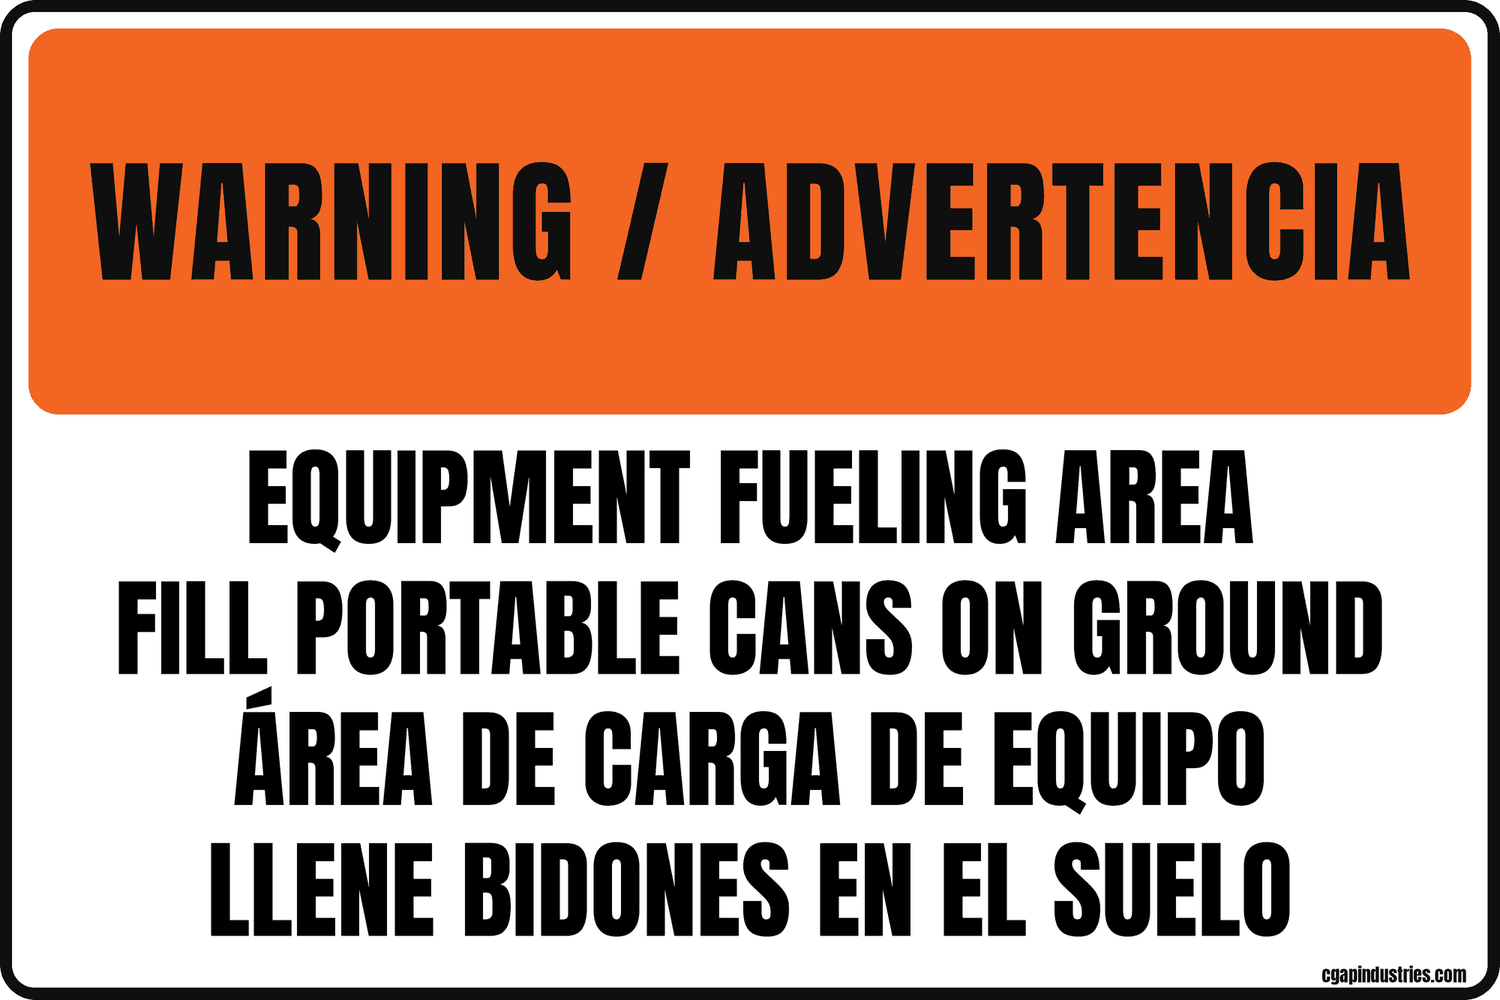 WARNING / ADVERTENCIA
EQUIPMENT FUELING AREA
FILL PORTABLE CANS ON GROUND
ÁREA DE CARGA DE EQUIPO
LLENE BIDONES EN EL SUELO
cgapindustries.com